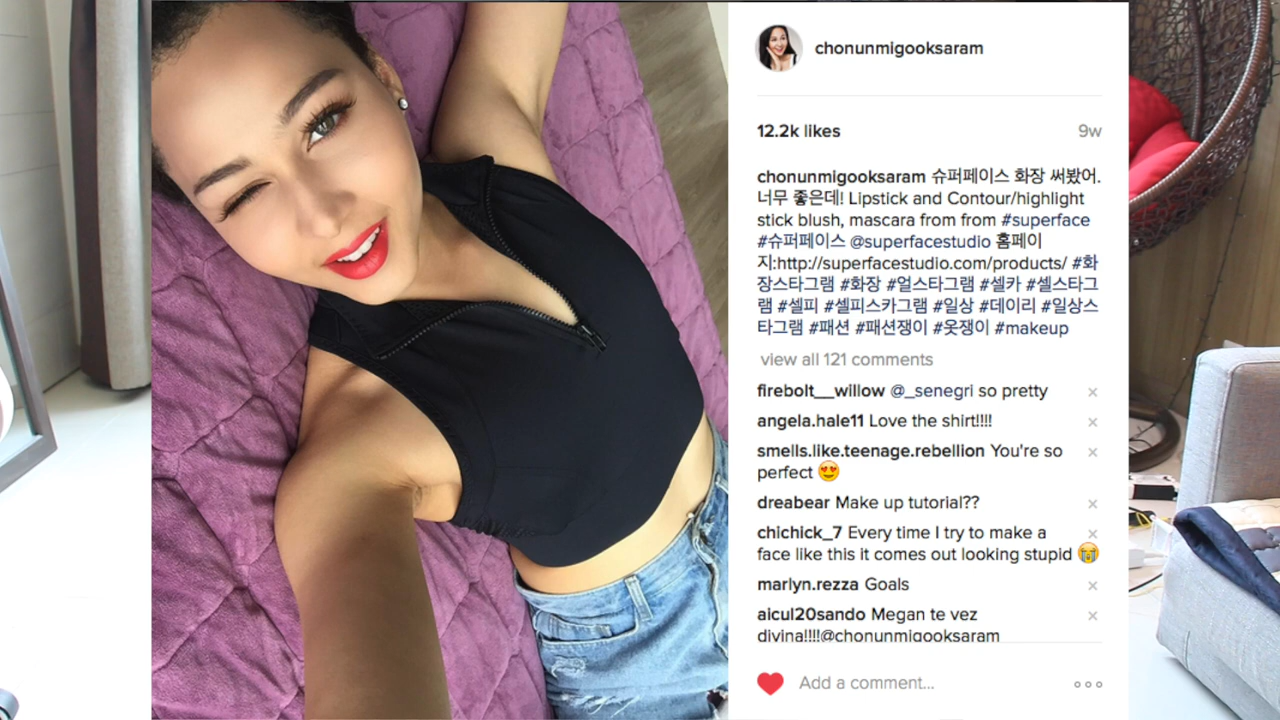 chonunmigooksaram
12.2k likes 9w
chonunmigooksaram 슈퍼페이스 화장 써봤어.
너무 좋은데! Lipstick and Contour/highlight
stick blush, mascara from from #superface
#슈퍼페이스 @superfacestudio 홈페이
지:http://superfacestudio.com/products/ #화
장스타그램 #화장 #얼스타그램 #셀카 #셀스타그
램 #셀피 #셀피스카그램 #일상 #데이리 #일상스
타그램 #패션 #패션쟁이 #옷쟁이 #makeup
view all 121 comments
firebolt__willow @_senegri so pretty
angela.hale11 Love the shirt!!!!
smells.like.teenage.rebellion You're so
perfect 😍
dreabear Make up tutorial??
chichick_7 Every time I try to make a
face like this it comes out looking stupid 😭
marlyn.rezza Goals
aicul20sando Megan te vez
divina!!!!@chonunmigooksaram
Add a comment...